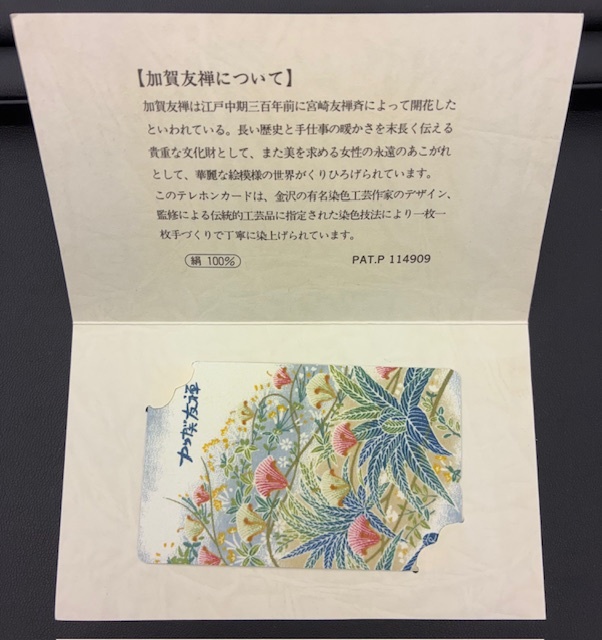 【加賀友禅について】
加賀友禅は江戸中期三百年前に宮崎友禅斉によって開花した
といわれている。長い歴史と手仕事の暖かさを末長く伝える
貴重な文化財として、また美を求める女性の永遠のあこがれ
として、華麗な絵模様の世界がくりひろげられています。
このテレホンカードは、金沢の有名染色工芸作家のデザイン、
監修による伝統的工芸品に指定された染色技法により一枚一
枚手づくりで丁寧に染上げられています。
絹 100%
PAT.P 114909
加賀友禅